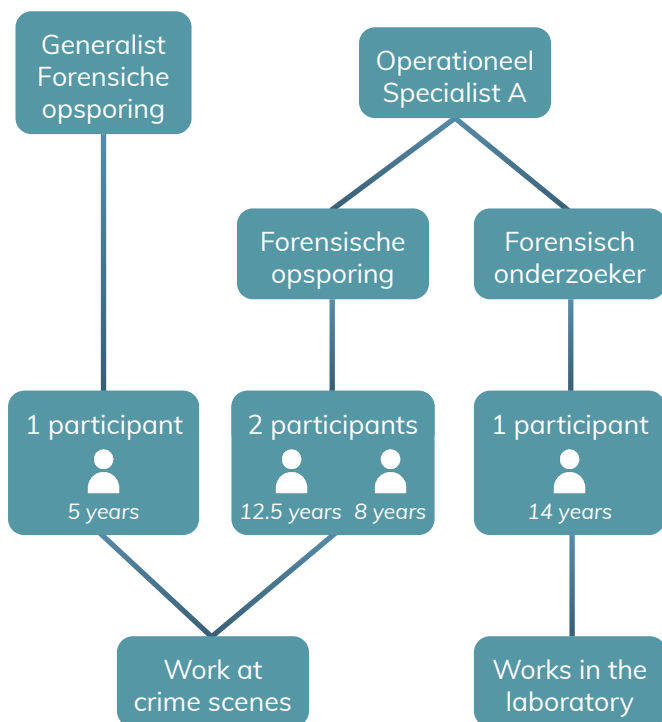 Generalist
Forensiche
opsporing
Operationeel
Specialist A
Forensische
opsporing
Forensisch
onderzoeker
1 participant
5 years
2 participants
12.5 years 8 years
1 participant
14 years
Work at
crime scenes
Works in the
laboratory